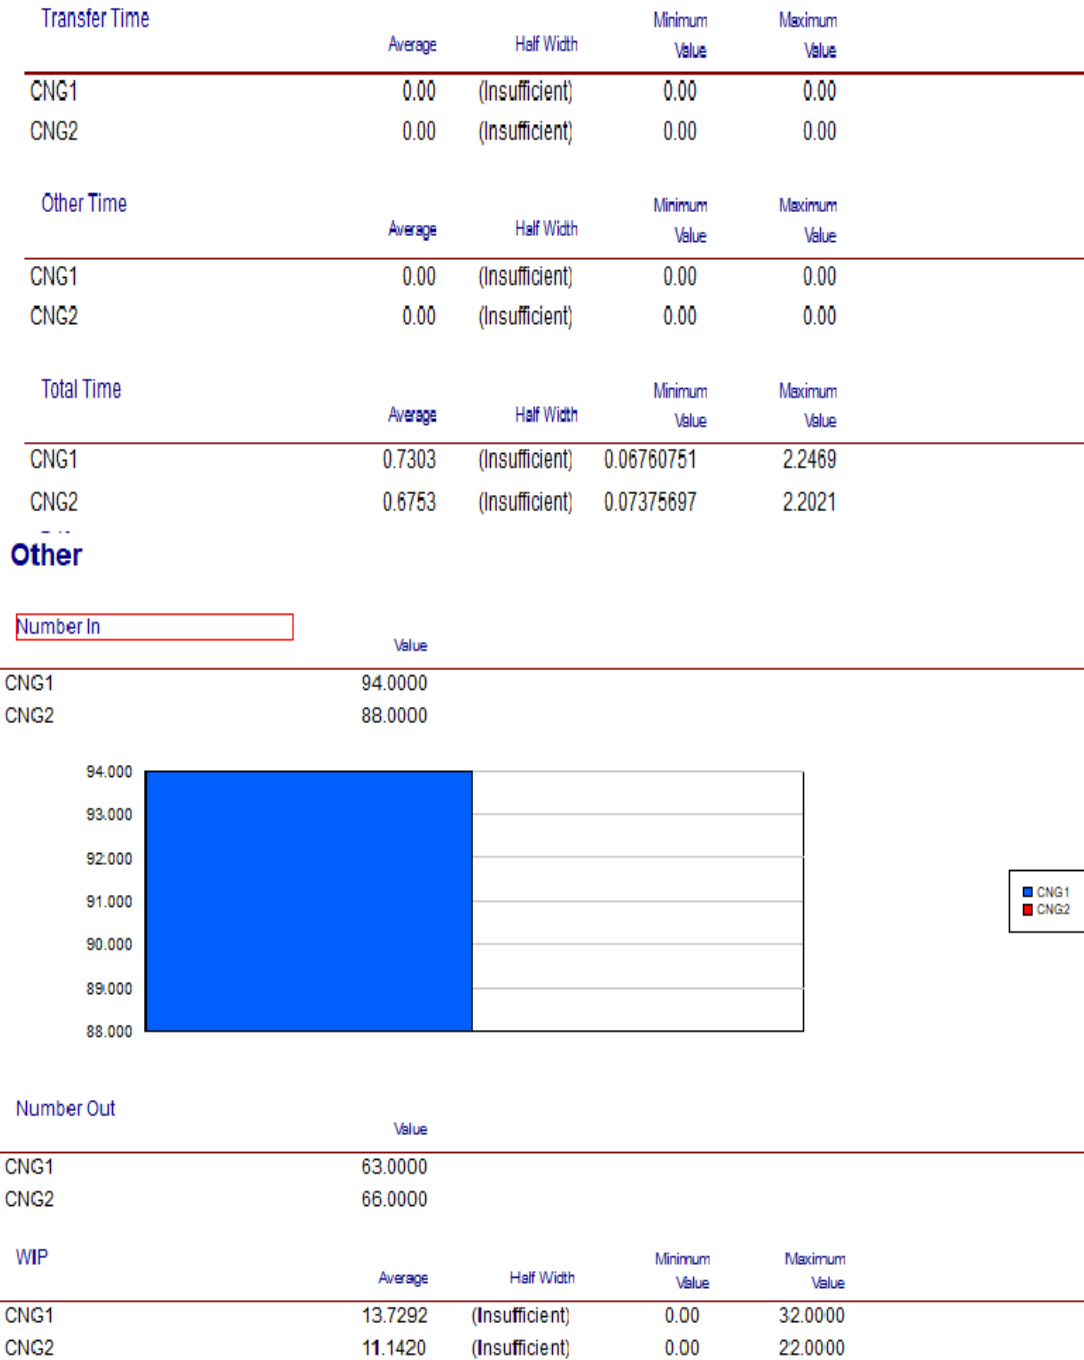 Transfer Time Average Half Width Minimum Value Maximum Value
CNG1 0.00 (Insufficient) 0.00 0.00
CNG2 0.00 (Insufficient) 0.00 0.00
Other Time Average Half Width Minimum Value Maximum Value
CNG1 0.00 (Insufficient) 0.00 0.00
CNG2 0.00 (Insufficient) 0.00 0.00
Total Time Average Half Width Minimum Value Maximum Value
CNG1 0.7303 (Insufficient) 0.06760751 2.2469
CNG2 0.6753 (Insufficient) 0.07375697 2.2021
Other
Number In Value
CNG1 94.0000
CNG2 88.0000
94.000
93.000
92.000
91.000
90.000
89.000
88.000
CNG1
CNG2
Number Out Value
CNG1 63.0000
CNG2 66.0000
WIP Average Half Width Minimum Value Maximum Value
CNG1 13.7292 (Insufficient) 0.00 32.0000
CNG2 11.1420 (Insufficient) 0.00 22.0000